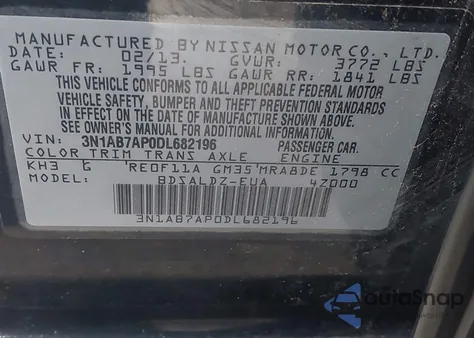 MANUFACTURED BY NISSAN MOTOR CO., LTD.
DATE: 02/13. GVWR: 3772 LBS
GAWR FR: 1995 LBS GAWR RR: 1841 LBS
THIS VEHICLE CONFORMS TO ALL APPLICABLE FEDERAL MOTOR
VEHICLE SAFETY, BUMPER AND THEFT PREVENTION STANDARDS
IN EFFECT ON THE DATE OF MANUFACTURE SHOWN ABOVE.
SEE OWNER'S MANUAL FOR ADDITIONAL INFORMATION.
VIN: 3N1AB7AP0DL682196 PASSENGER CAR.
COLOR TRIM TRANS AXLE ENGINE
KH3 G RE0F11A GM35 MRA8DE 1798 CC
MODEL: BDSALDZ-EUA 4Z000
3N1AB7AP0DL682196
autoSnap